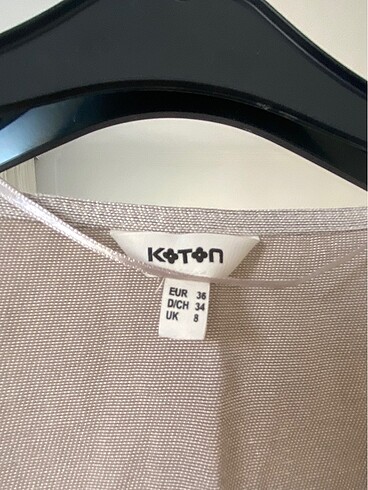 KOTON
EUR 36
D/CH 34
UK 8